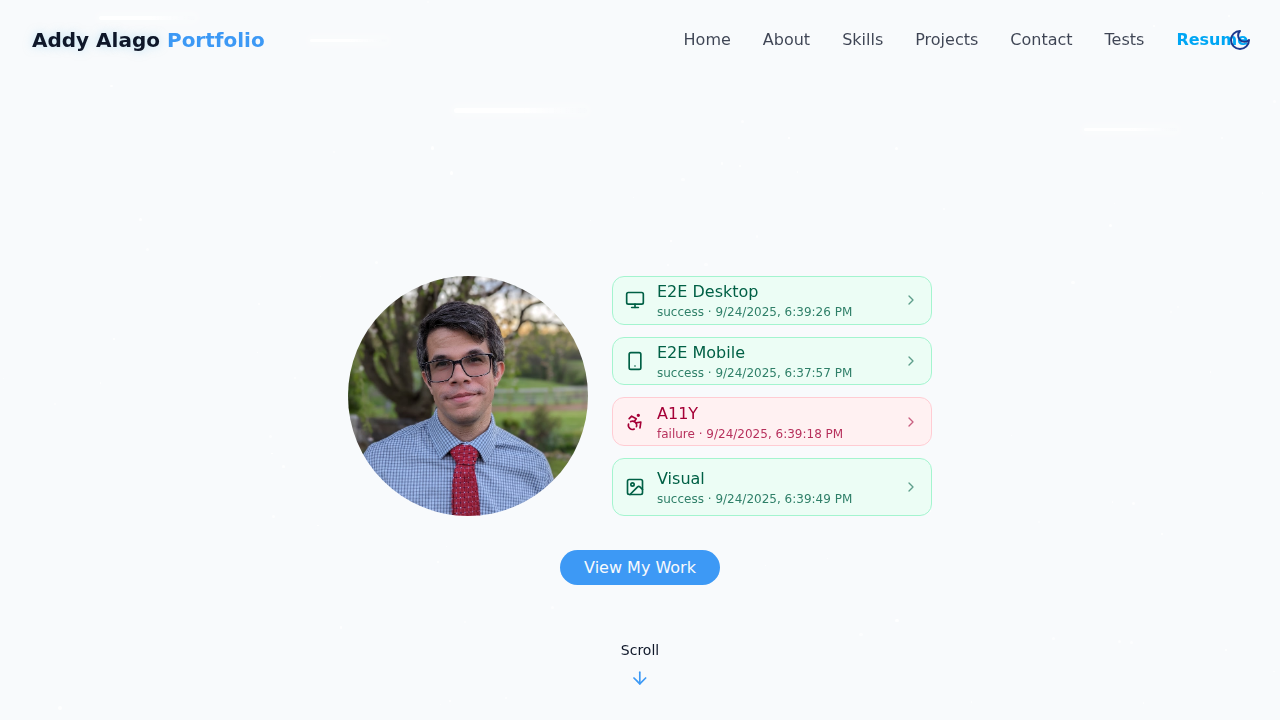 Addy Alago Portfolio
Home About Skills Projects Contact Tests Resume
E2E Desktop
success · 9/24/2025, 6:39:26 PM
E2E Mobile
success · 9/24/2025, 6:37:57 PM
A11Y
failure · 9/24/2025, 6:39:18 PM
Visual
success · 9/24/2025, 6:39:49 PM
View My Work
Scroll